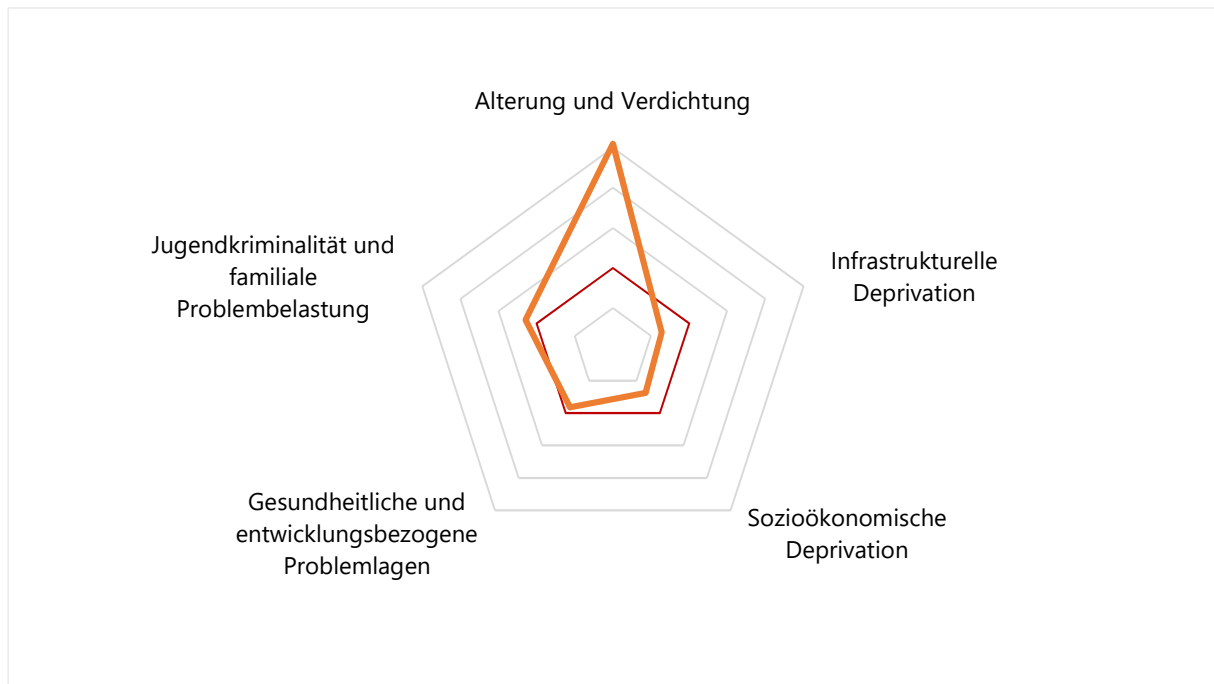 Alterung und Verdichtung
Jugendkriminalität und
familiale
Problembelastung
Infrastrukturelle
Deprivation
Gesundheitliche und
entwicklungsbezogene
Problemlagen
Sozioökonomische
Deprivation